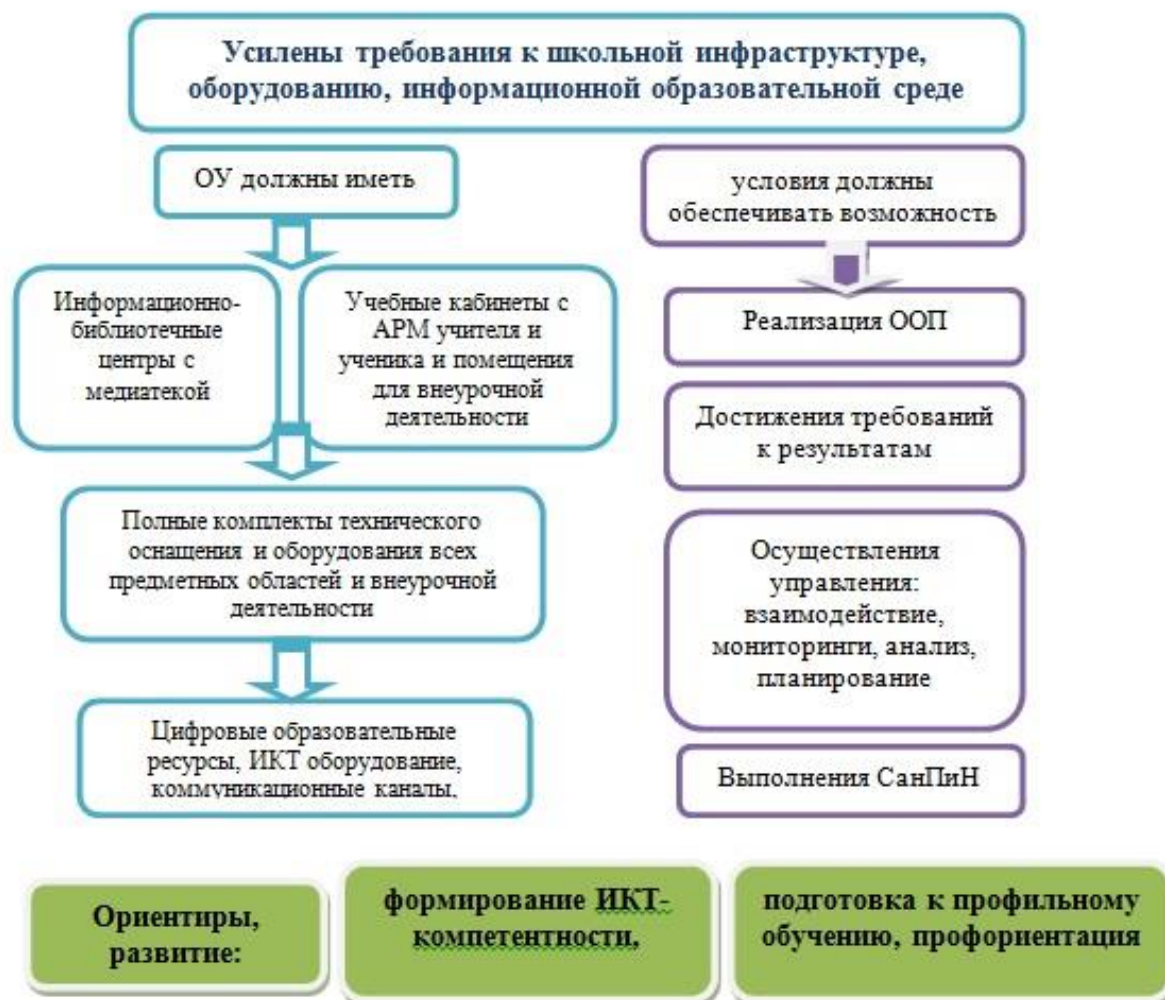 Усилены требования к школьной инфраструктуре,
оборудованию, информационной образовательной среде
ОУ должны иметь
Информационно-
библиотечные
центры с
медиатекой
Учебные кабинеты с
АРМ учителя и
ученика и помещения
для внеурочной
деятельности
Полные комплекты технического
оснащения и оборудования всех
предметных областей и внеурочной
деятельности
Цифровые образовательные
ресурсы, ИКТ оборудование,
коммуникационные каналы,
условия должны
обеспечивать возможность
Реализация ООП
Достижения требований
к результатам
Осуществления
управления:
взаимодействие,
мониторинги, анализ,
планирование
Выполнения СанПиН
Ориентиры,
развитие:
формирование ИКТ-
компетентности,
подготовка к профильному
обучению, профориентация